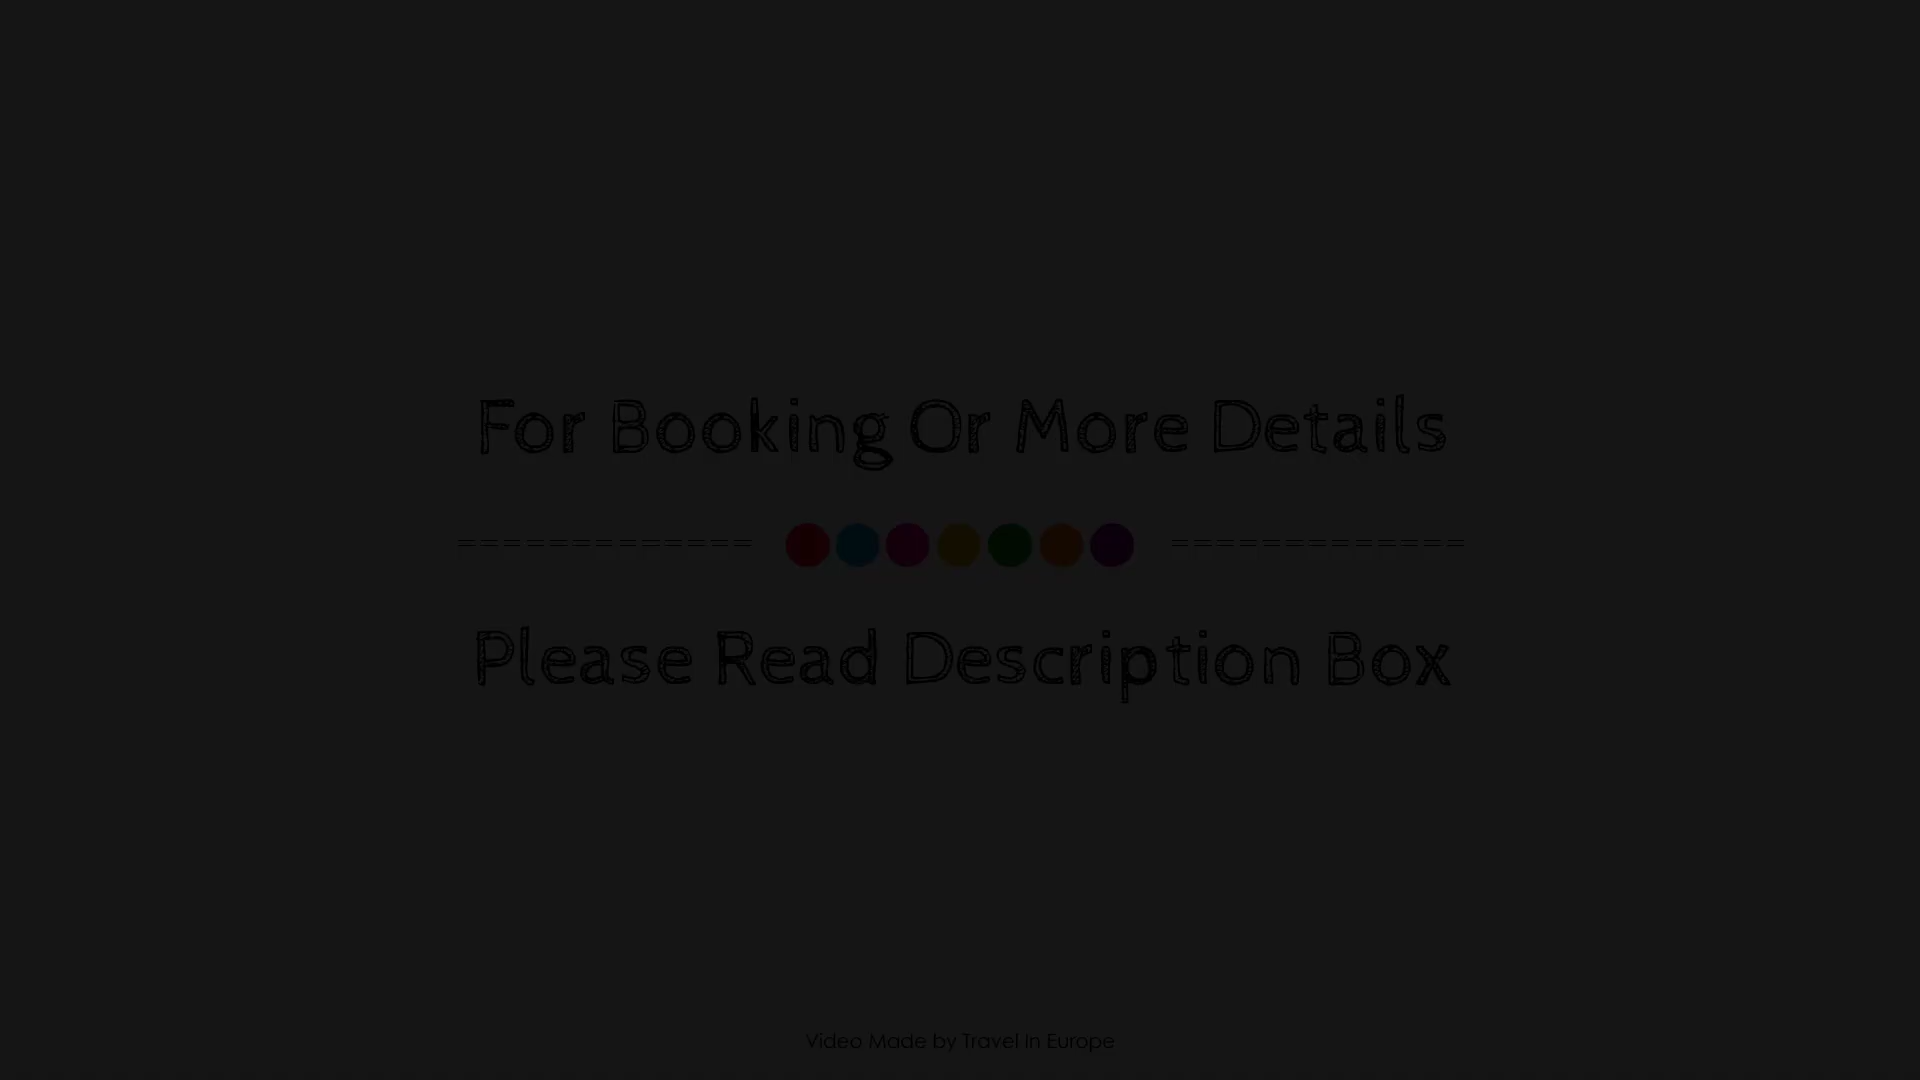 For Booking Or More Details
============= =============
Please Read Description Box
Video Made by Travel In Europe